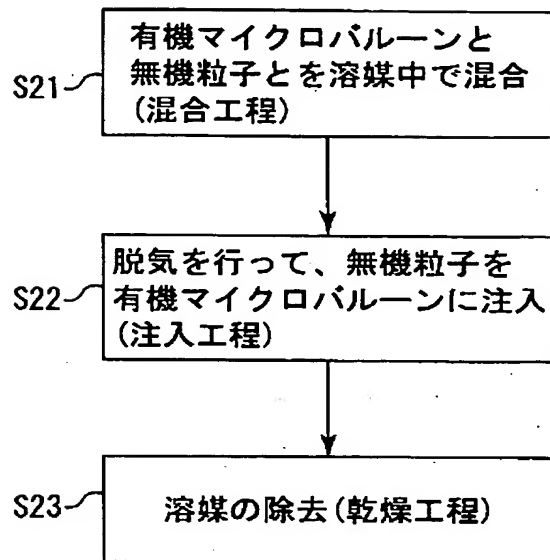 S21
有機マイクロバルーンと
無機粒子とを溶媒中で混合
(混合工程)
S22
脱気を行って、無機粒子を
有機マイクロバルーンに注入
(注入工程)
S23
溶媒の除去(乾燥工程)